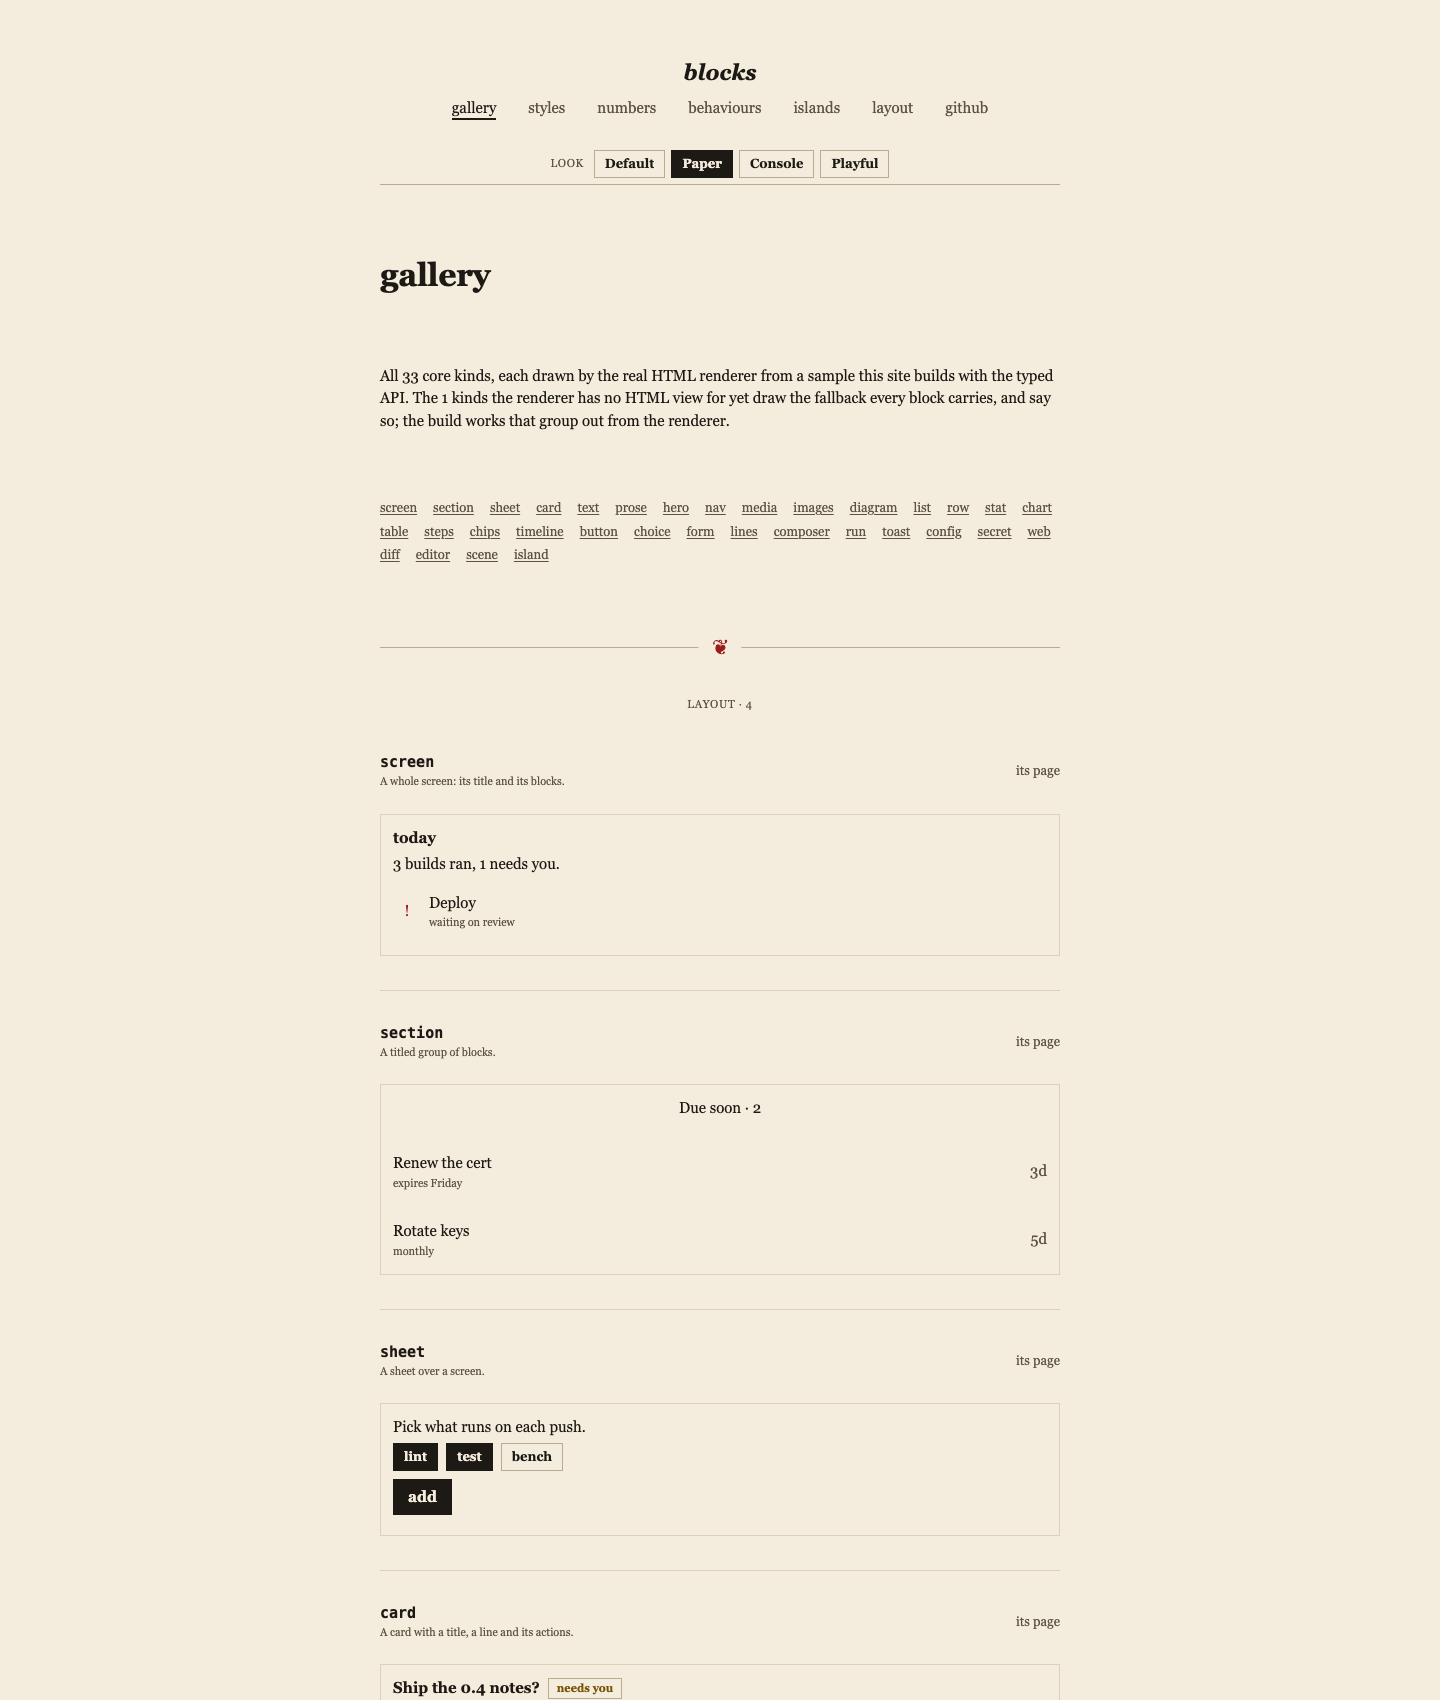 blocks
gallery styles numbers behaviours islands layout github
LOOK Default Paper Console Playful
gallery
All 33 core kinds, each drawn by the real HTML renderer from a sample this site builds with the typed
API. The 1 kinds the renderer has no HTML view for yet draw the fallback every block carries, and say
so; the build works that group out from the renderer.
screen section sheet card text prose hero nav media images diagram list row stat chart
table steps chips timeline button choice form lines composer run toast config secret web
diff editor scene island
❦
LAYOUT · 4
screen
A whole screen: its title and its blocks.
its page
today
3 builds ran, 1 needs you.
! Deploy
waiting on review
section
A titled group of blocks.
its page
Due soon · 2
Renew the cert
expires Friday
3d
Rotate keys
monthly
5d
sheet
A sheet over a screen.
its page
Pick what runs on each push.
lint test bench
add
card
A card with a title, a line and its actions.
its page
Ship the 0.4 notes? needs you